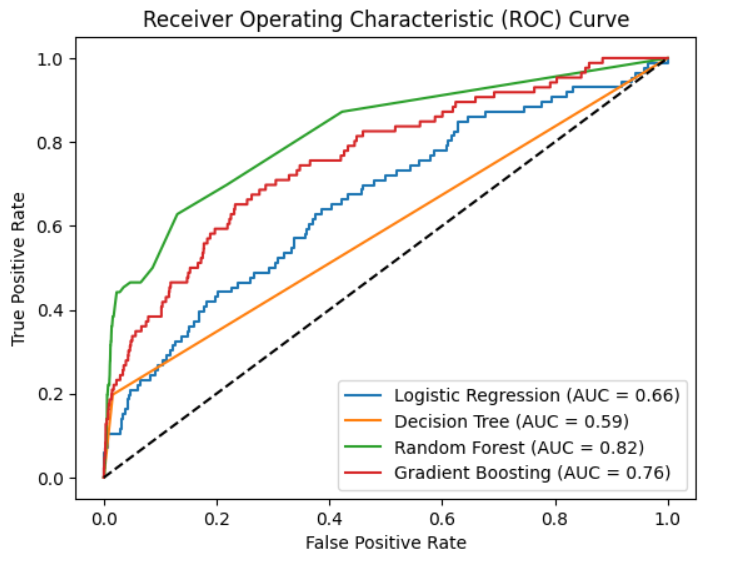 Receiver Operating Characteristic (ROC) Curve
True Positive Rate
1.0
0.8
0.6
0.4
0.2
0.0
Logistic Regression (AUC = 0.66)
Decision Tree (AUC = 0.59)
Random Forest (AUC = 0.82)
Gradient Boosting (AUC = 0.76)
0.0 0.2 0.4 0.6 0.8 1.0
False Positive Rate